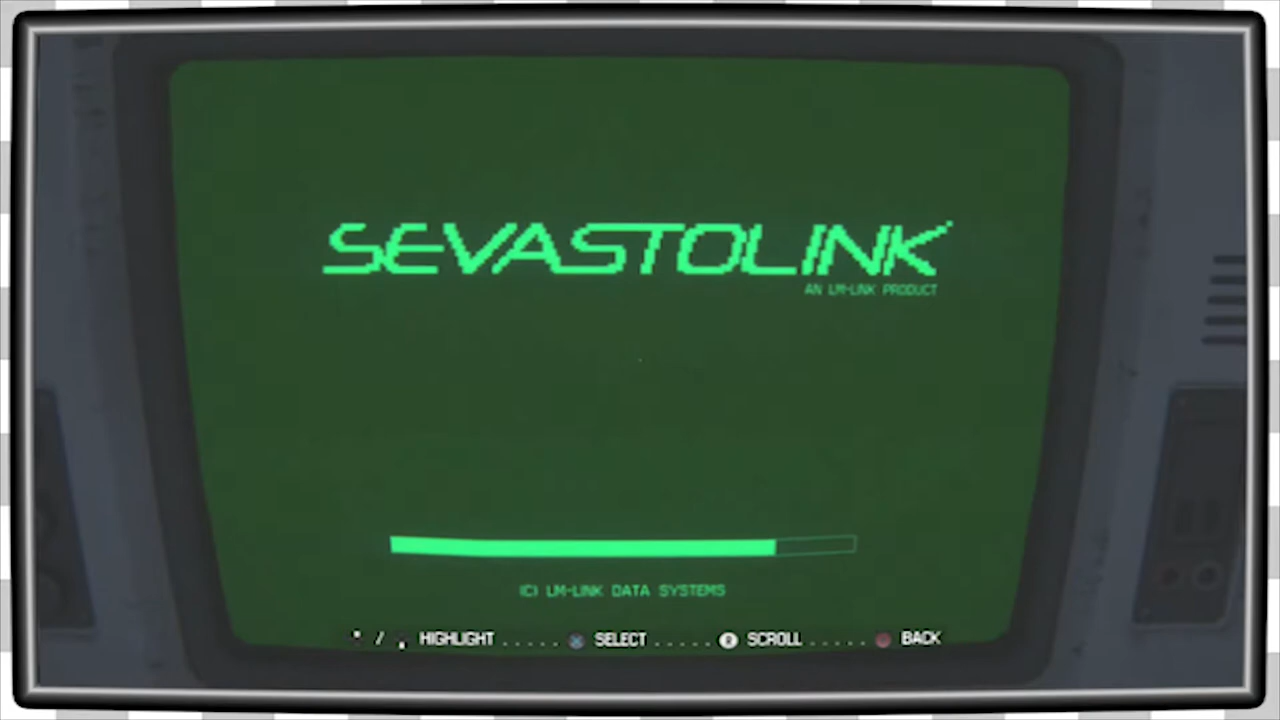 SEVASTOLINK
AN LM-LINK PRODUCT
(C) LM-LINK DATA SYSTEMS
/ HIGHLIGHT ..... SELECT ..... SCROLL ..... BACK